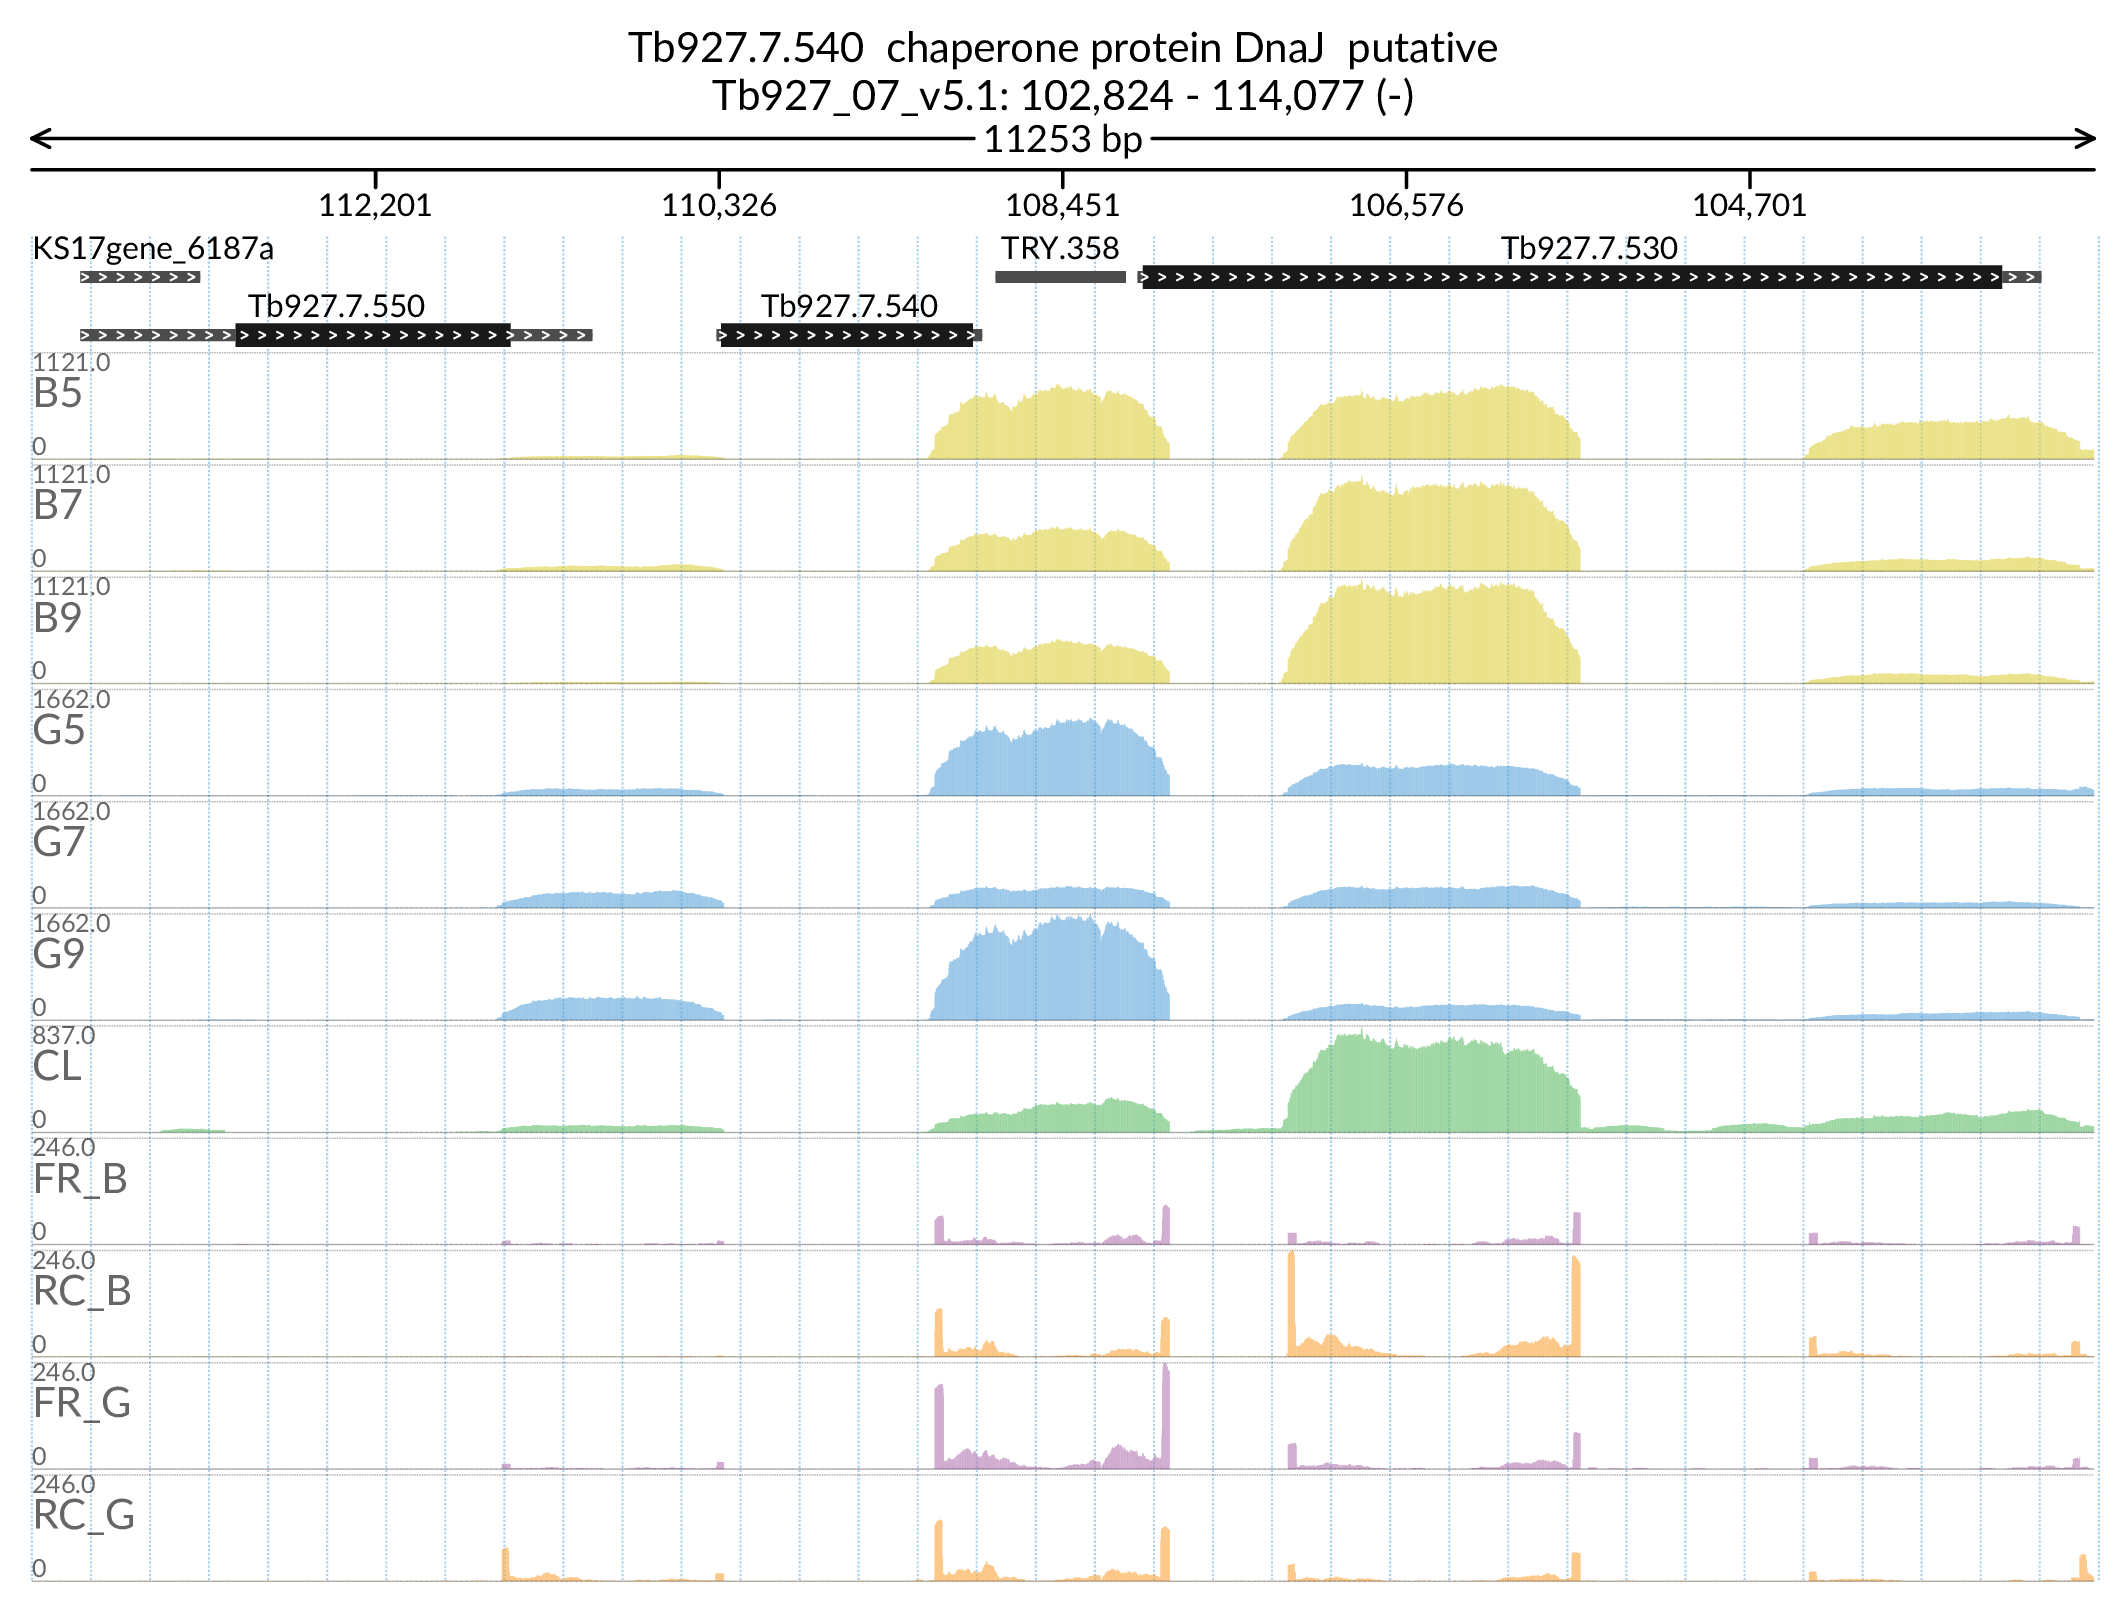 Tb927.7.540  chaperone protein DnaJ  putative
Tb927_07_v5.1: 102,824 - 114,077 (-)
11253 bp
112,201 110,326 108,451 106,576 104,701
KS17gene_6187a TRY.358 Tb927.7.530
Tb927.7.550 Tb927.7.540
1121.0
B5
0
1121.0
B7
0
1121.0
B9
0
1662.0
G5
0
1662.0
G7
0
1662.0
G9
0
837.0
CL
0
246.0
FR_B
0
246.0
RC_B
0
246.0
FR_G
0
246.0
RC_G
0